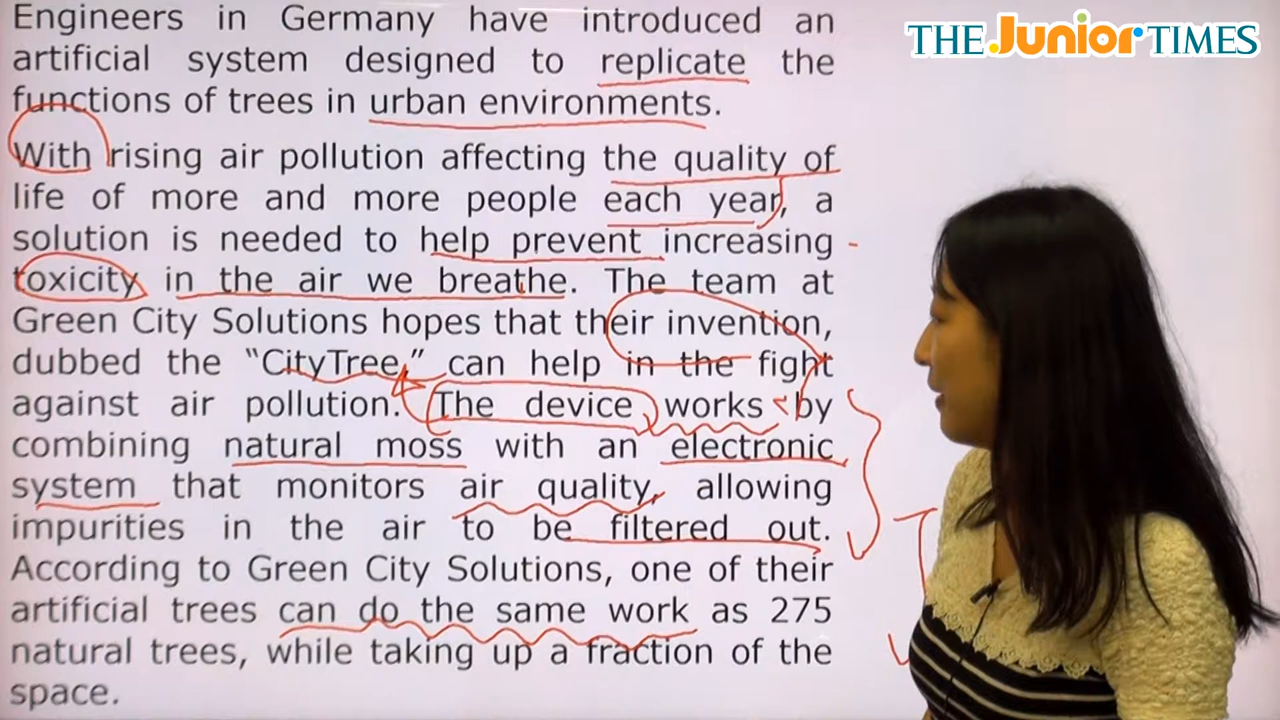 THE Junior TIMES
Engineers in Germany have introduced an
artificial system designed to replicate the
functions of trees in urban environments.
With rising air pollution affecting the quality of
life of more and more people each year, a
solution is needed to help prevent increasing
toxicity in the air we breathe. The team at
Green City Solutions hopes that their invention,
dubbed the “CityTree,” can help in the fight
against air pollution. The device works by
combining natural moss with an electronic
system that monitors air quality, allowing
impurities in the air to be filtered out.
According to Green City Solutions, one of their
artificial trees can do the same work as 275
natural trees, while taking up a fraction of the
space.